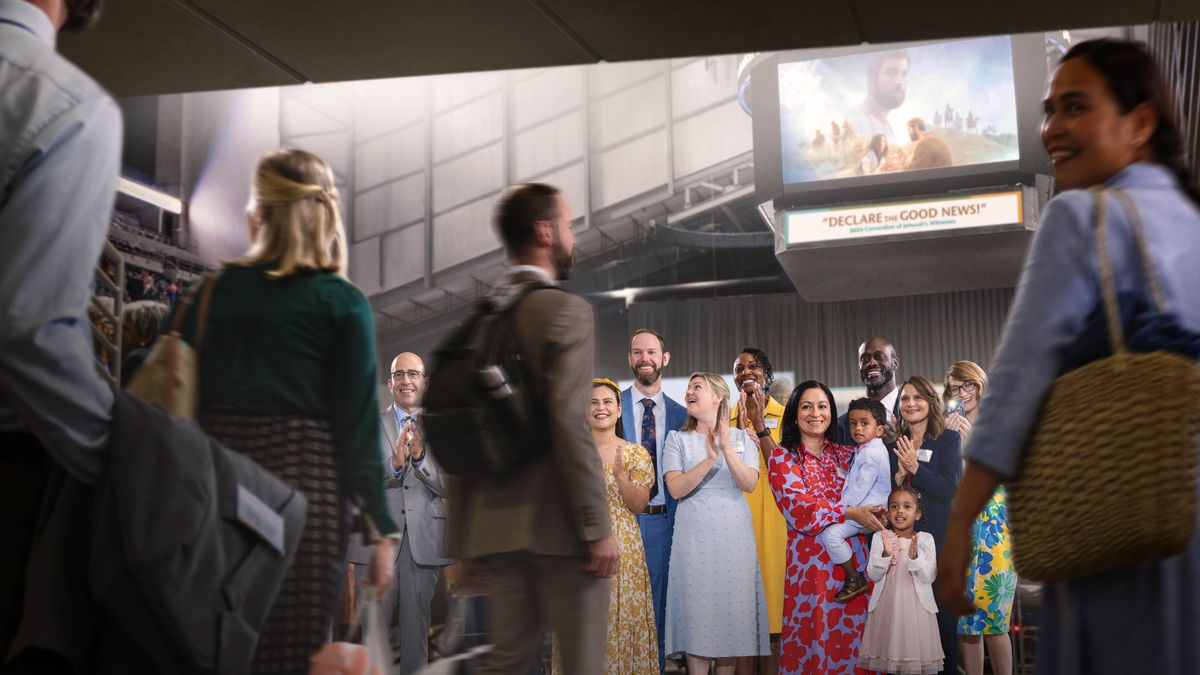 “DECLARE THE GOOD NEWS!”
2024 Convention of Jehovah’s Witnesses